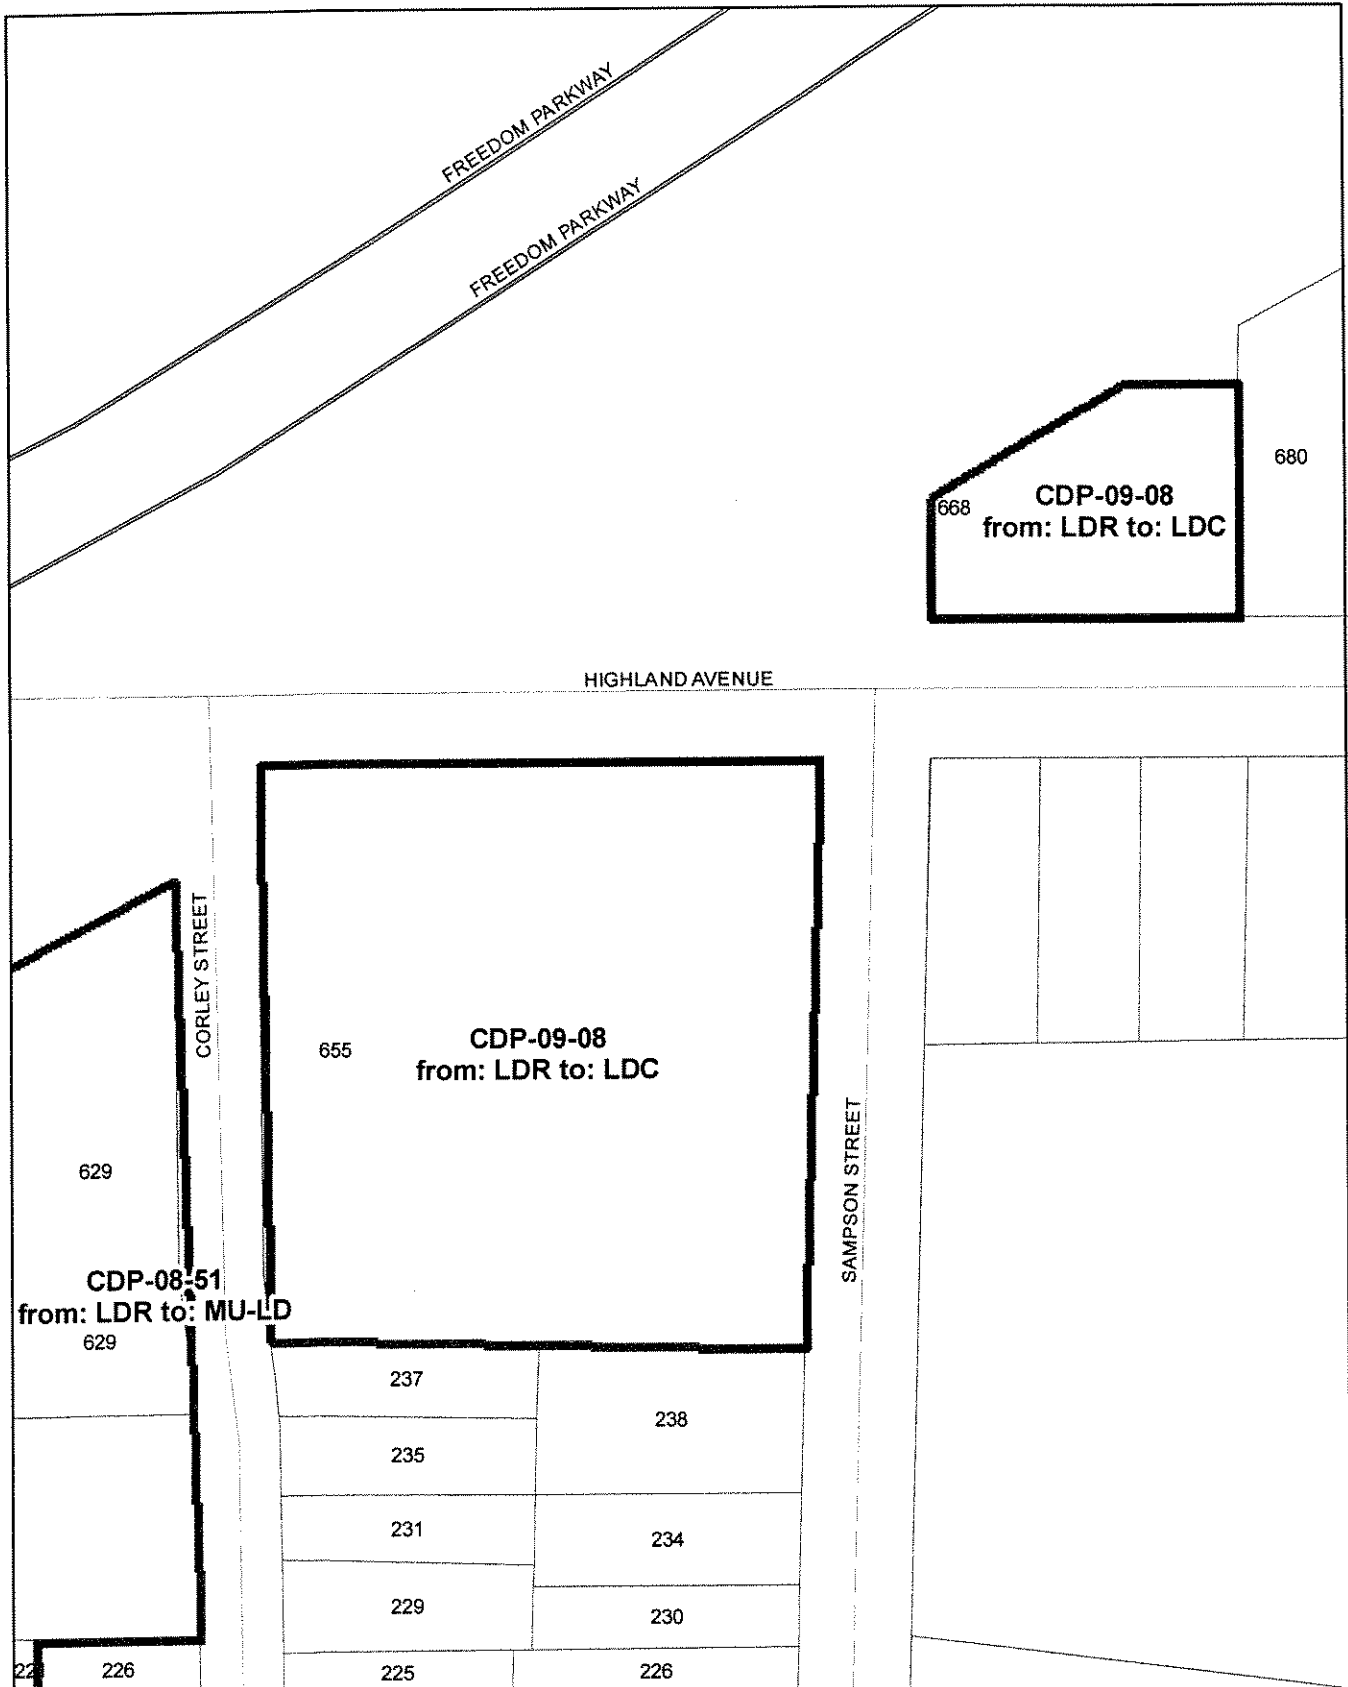 FREEDOM PARKWAY
FREEDOM PARKWAY
680
668
CDP-09-08
from: LDR to: LDC
HIGHLAND AVENUE
CORLEY STREET
655
CDP-09-08
from: LDR to: LDC
SAMPSON STREET
629
CDP-08-51
from: LDR to: MU-LD
629
237
238
235
231
234
229
230
226
225
226